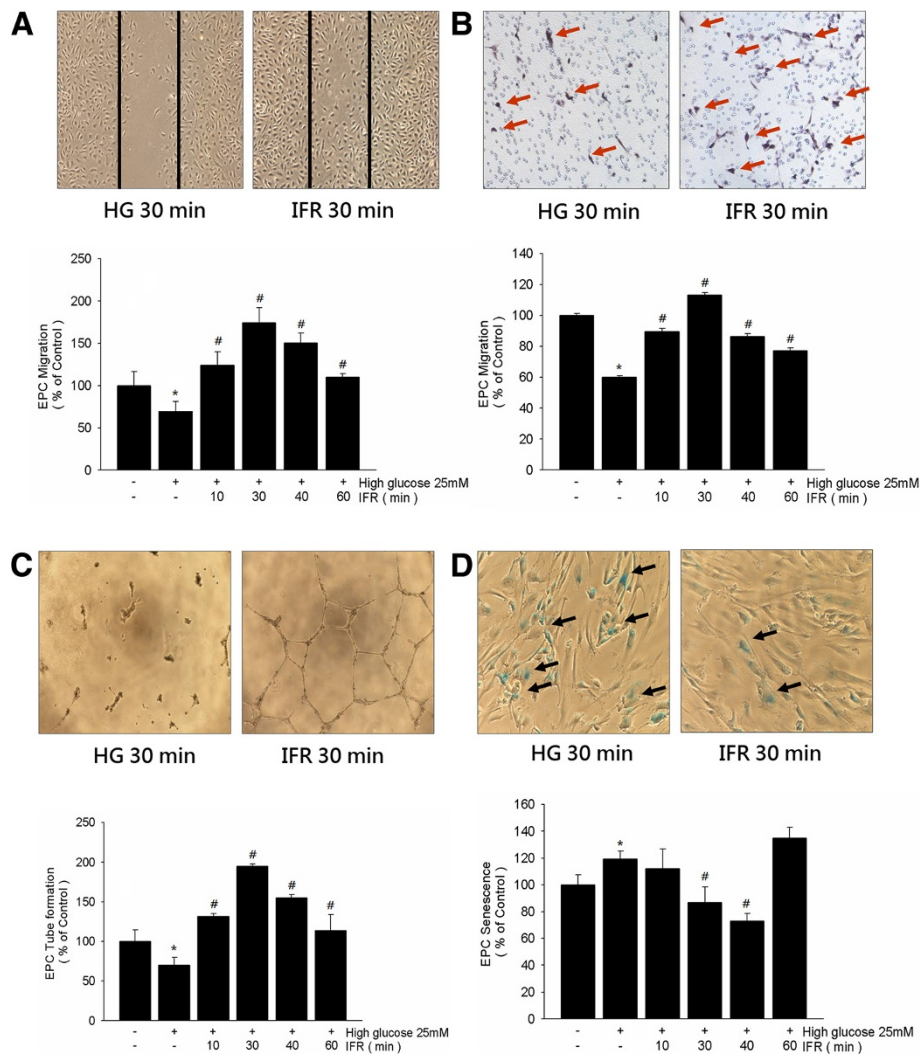 A
HG 30 min
IFR 30 min
EPC Migration
( % of Control )
250
200
150
100
50
0
* # # # #
- + + + + + High glucose 25mM
- - 10 30 40 60 IFR ( min )
B
HG 30 min
IFR 30 min
EPC Migration
( % of Control )
140
120
100
80
60
40
20
0
* # # # #
- + + + + + High glucose 25mM
- - 10 30 40 60 IFR ( min )
C
HG 30 min
IFR 30 min
EPC Tube formation
( % of Control )
250
200
150
100
50
0
* # # # #
- + + + + + High glucose 25mM
- - 10 30 40 60 IFR ( min )
D
HG 30 min
IFR 30 min
EPC Senescence
( % of Control )
160
140
120
100
80
60
40
20
0
* # #
- + + + + + High glucose 25mM
- - 10 30 40 60 IFR ( min )